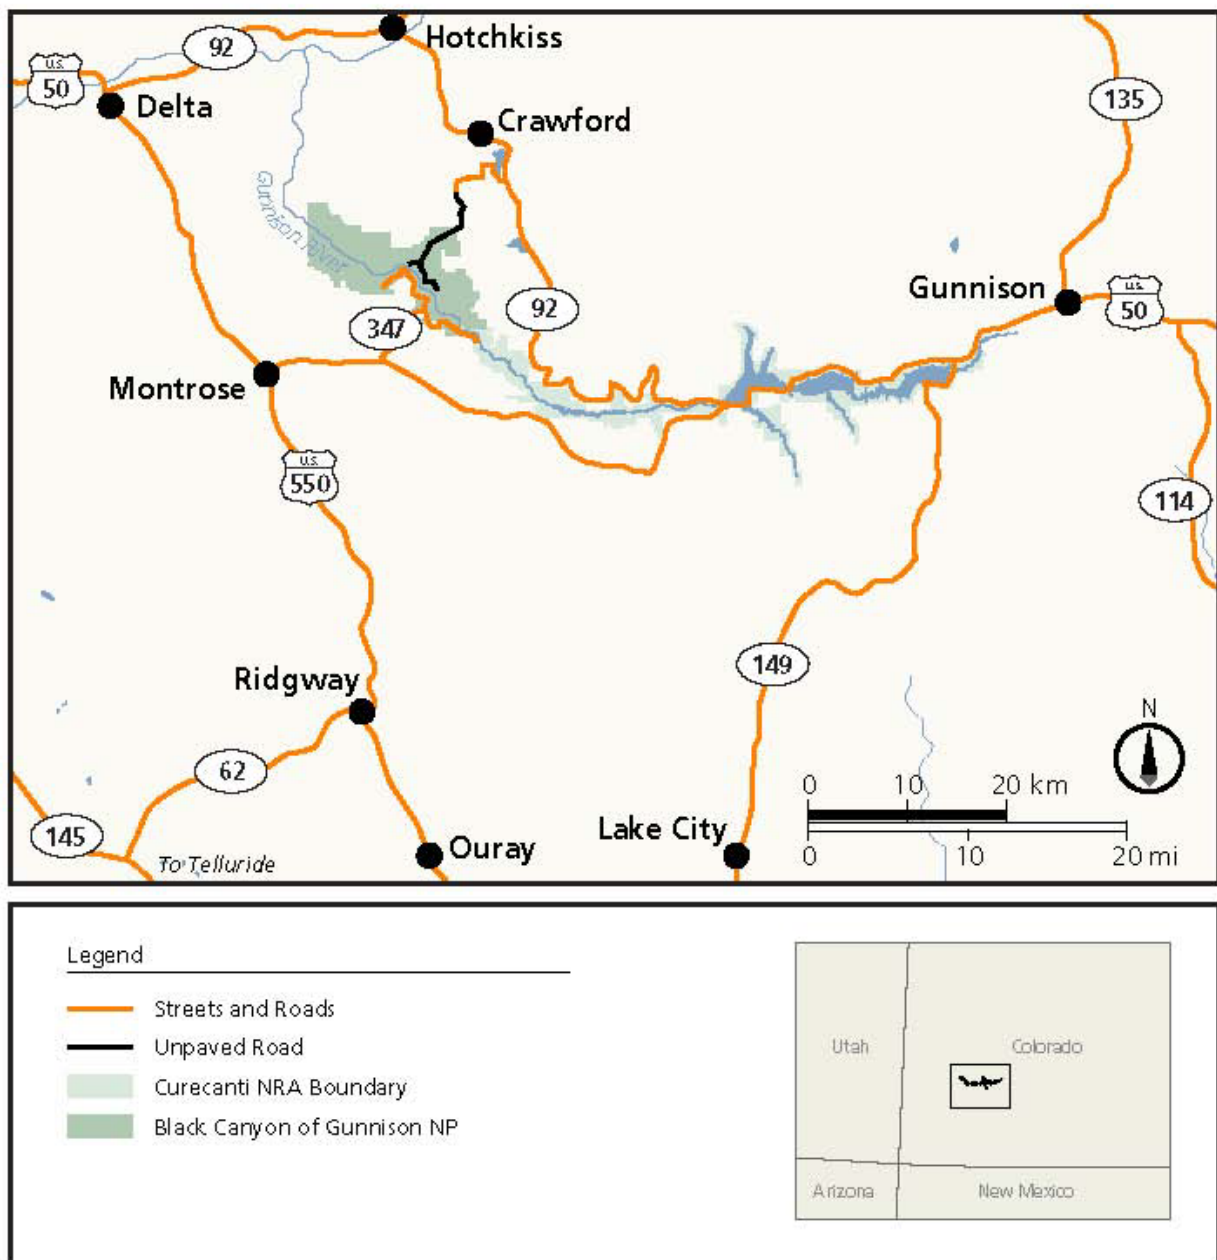 Hotchkiss
92
U.S.
50
Delta
Crawford
135
Gunnison River
Gunnison
U.S.
50
92
347
Montrose
U.S.
550
114
149
Ridgway
62
N
0 10 20 km
0 10 20 mi
145
To Telluride
Ouray
Lake City
Legend
Streets and Roads
Unpaved Road
Curecanti NRA Boundary
Black Canyon of Gunnison NP
Utah
Colorado
Arizona
New Mexico